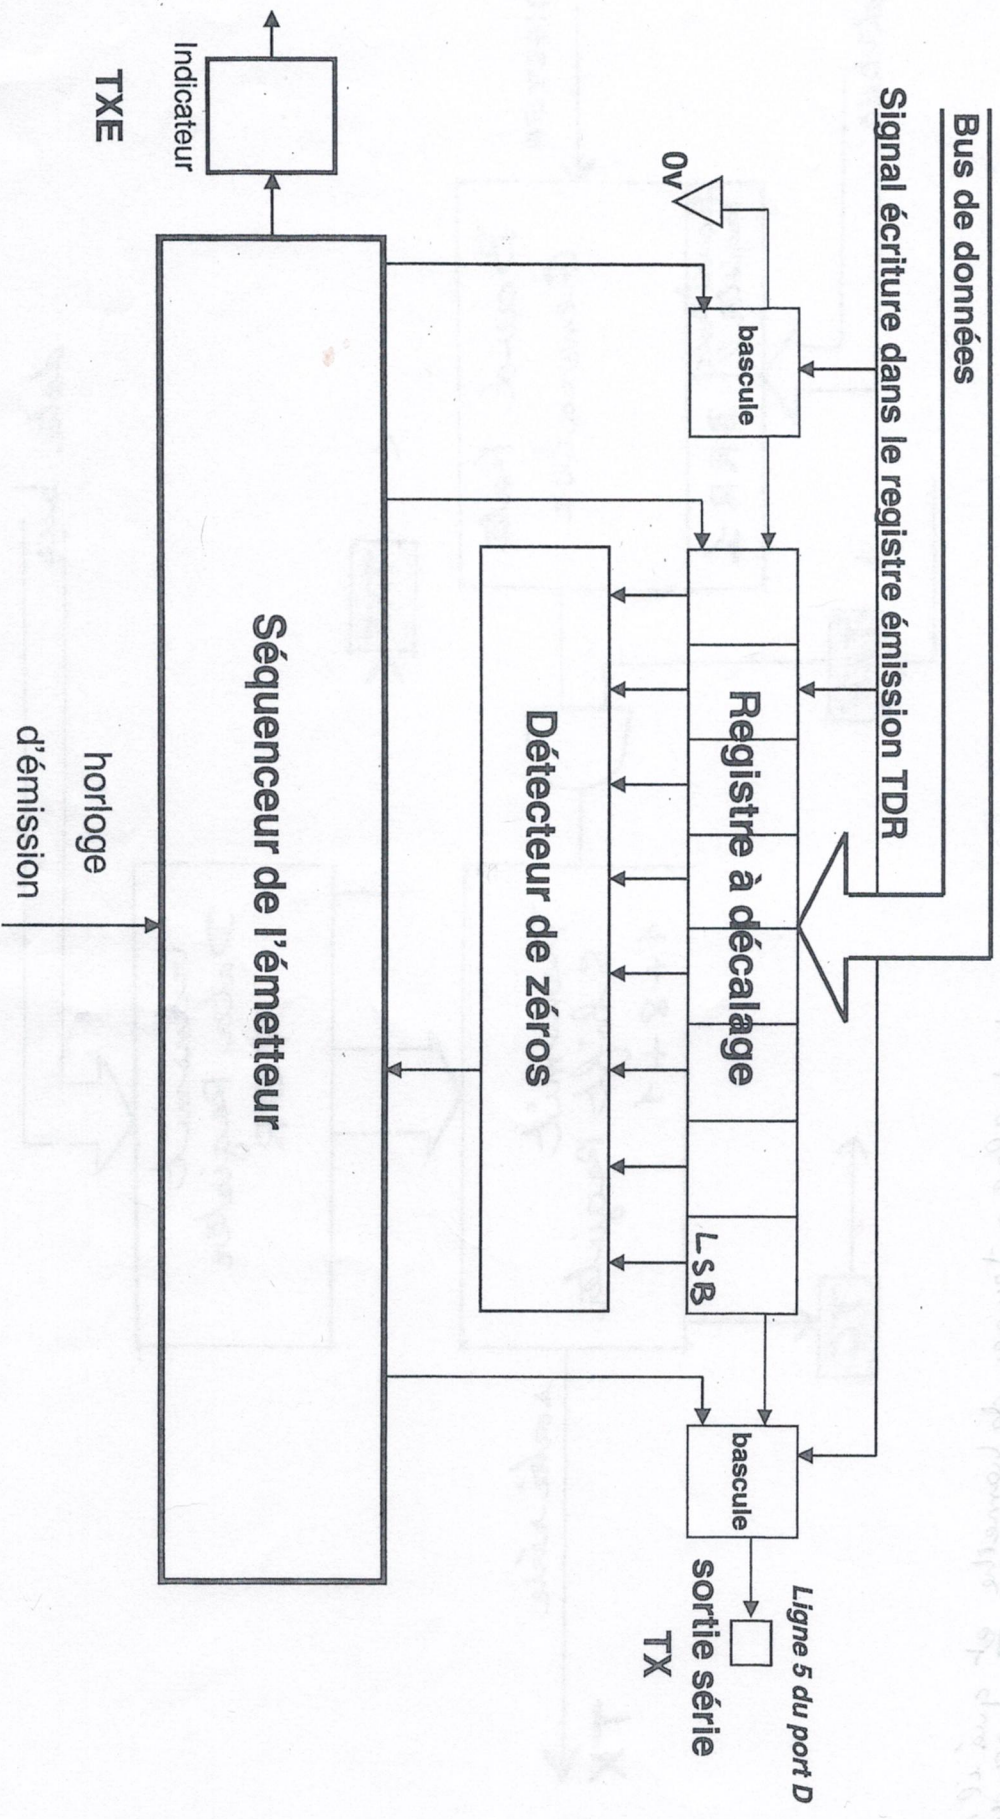 Bus de données
Signal écriture dans le registre émission TDR
0v
bascule
Registre à décalage
LSB
bascule
Ligne 5 du port D
sortie série
TX
Détecteur de zéros
Séquenceur de l'émetteur
Indicateur
TXE
horloge
d'émission